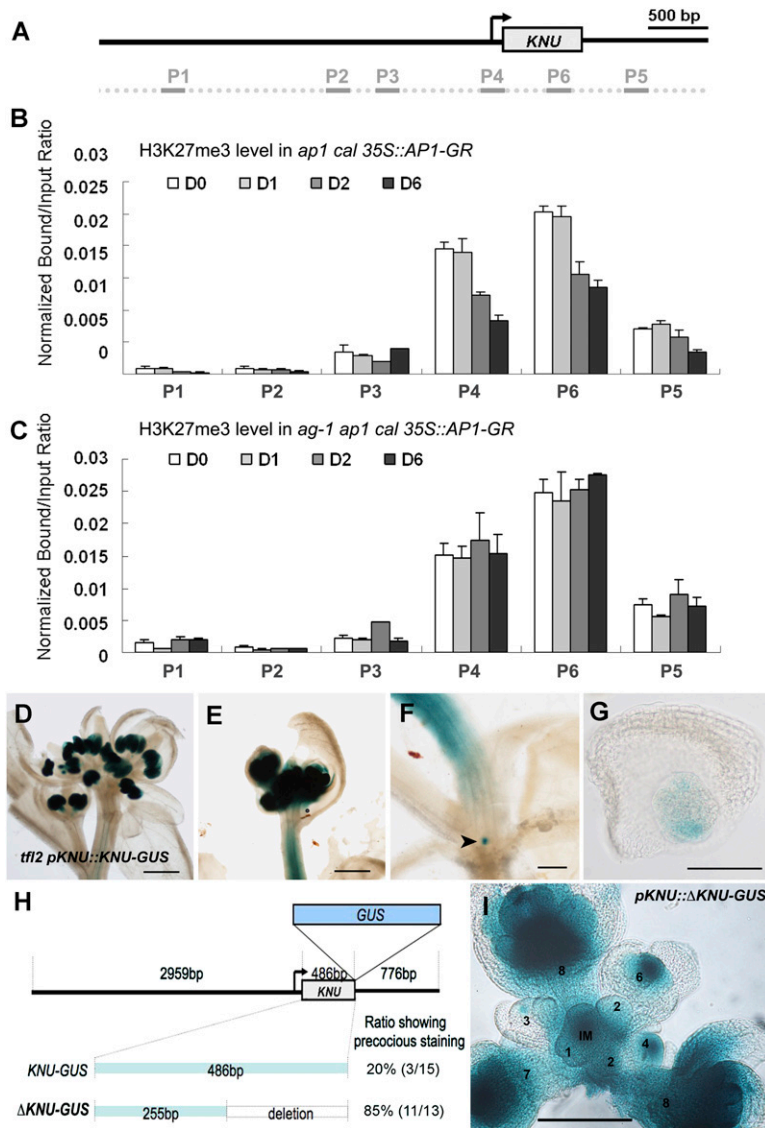 A
500 bp
KNU
P1 P2 P3 P4 P6 P5
B
H3K27me3 level in ap1 cal 35S::AP1-GR
D0 D1 D2 D6
Normalized Bound/Input Ratio
0.03
0.025
0.015
0.01
0.005
0
P1 P2 P3 P4 P6 P5
C
H3K27me3 level in ag-1 ap1 cal 35S::AP1-GR
D0 D1 D2 D6
Normalized Bound/Input Ratio
0.03
0.025
0.015
0.01
0.005
0
P1 P2 P3 P4 P6 P5
D
tfl2 pKNU::KNU-GUS
E
F
G
H
GUS
2959bp 486bp 776bp
KNU
Ratio showing
precocious staining
KNU-GUS 486bp 20% (3/15)
ΔKNU-GUS 255bp deletion 85% (11/13)
I
pKNU::ΔKNU-GUS
8
6
3
2
IM
4
1
2
7
8